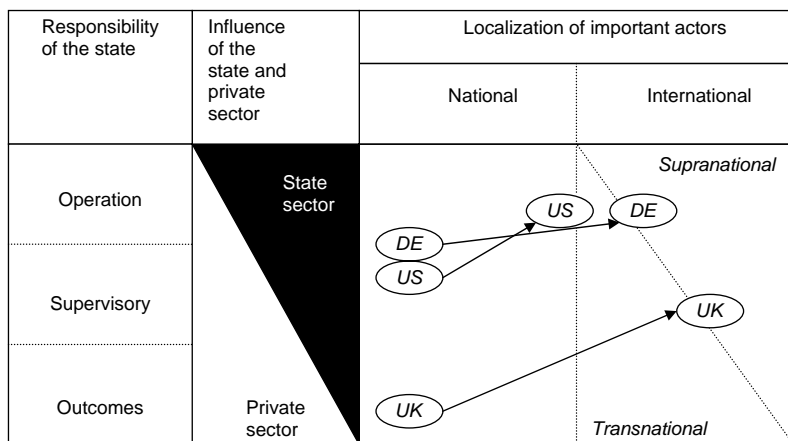 Responsibility
of the state
Influence
of the
state and
private
sector
Localization of important actors
National
International
Operation
Supervisory
Outcomes
State
sector
Private
sector
Supranational
US
DE
DE
US
UK
UK
Transnational